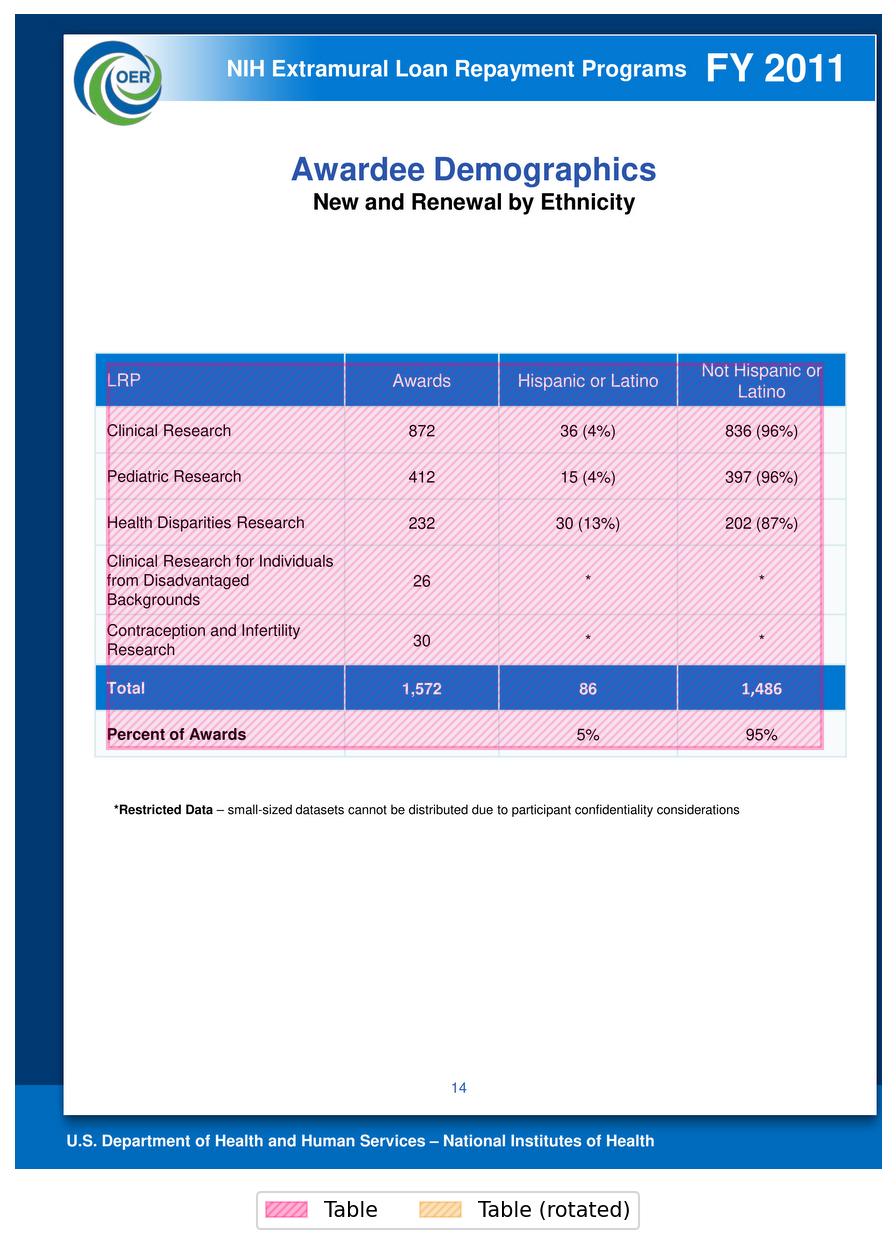 OER
NIH Extramural Loan Repayment Programs FY 2011
Awardee Demographics
New and Renewal by Ethnicity
LRP Awards Hispanic or Latino Not Hispanic or
Latino
Clinical Research 872 36 (4%) 836 (96%)
Pediatric Research 412 15 (4%) 397 (96%)
Health Disparities Research 232 30 (13%) 202 (87%)
Clinical Research for Individuals
from Disadvantaged
Backgrounds 26 * *
Contraception and Infertility
Research 30 * *
Total 1,572 86 1,486
Percent of Awards 5% 95%
*Restricted Data – small-sized datasets cannot be distributed due to participant confidentiality considerations
14
U.S. Department of Health and Human Services – National Institutes of Health
Table Table (rotated)